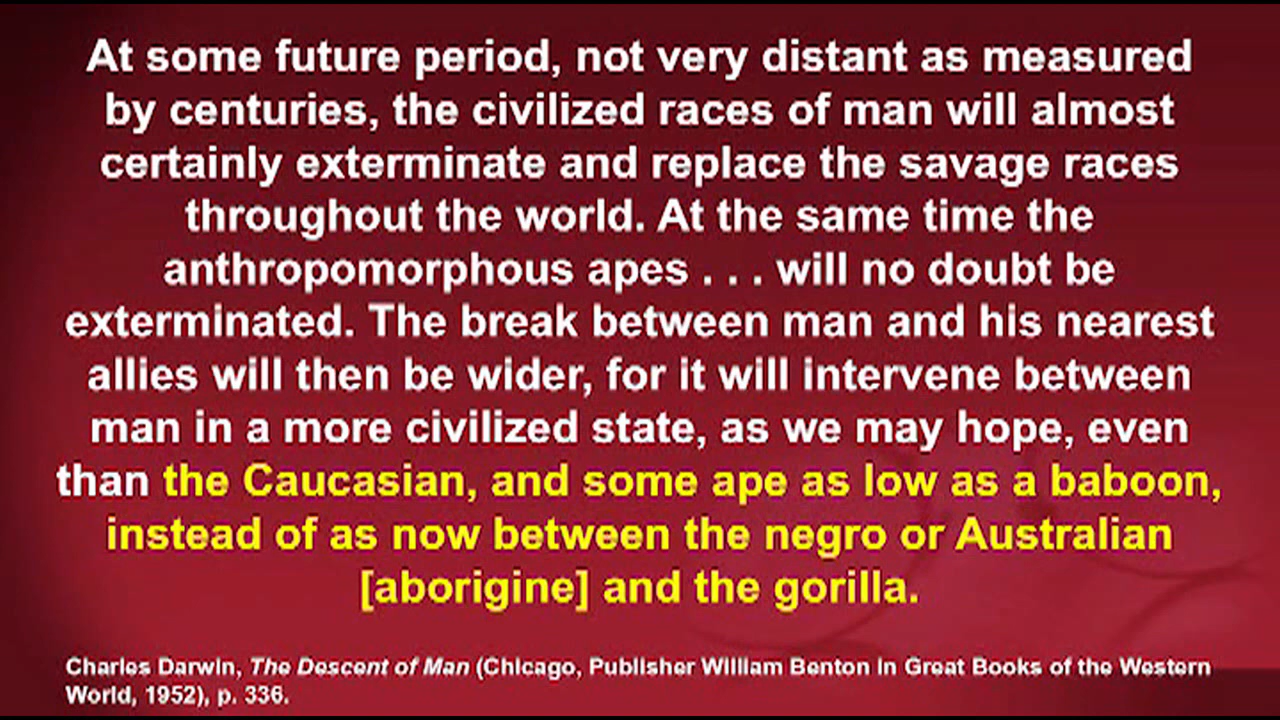 At some future period, not very distant as measured
by centuries, the civilized races of man will almost
certainly exterminate and replace the savage races
throughout the world. At the same time the
anthropomorphous apes . . . will no doubt be
exterminated. The break between man and his nearest
allies will then be wider, for it will intervene between
man in a more civilized state, as we may hope, even
than the Caucasian, and some ape as low as a baboon,
instead of as now between the negro or Australian
[aborigine] and the gorilla.
Charles Darwin, The Descent of Man (Chicago, Publisher William Benton in Great Books of the Western
World, 1952), p. 336.